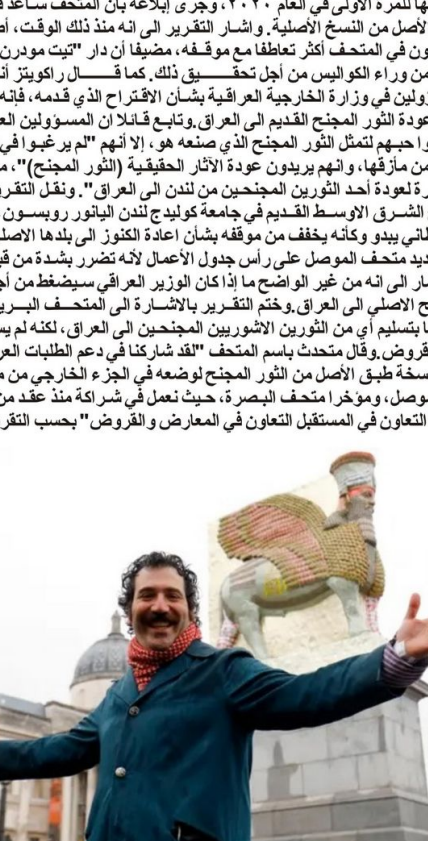 ها للمرة الأولى في العام ٢٠٢٠، وجرى إبلاغه بأن المتحف ساعد ف
الأصل من النسخ الأصلية. واشار التقرير الى انه منذ ذلك الوقت، أص
ون في المتحف أكثر تعاطفا مع موقفه، مضيفا أن دار "تيت مودرن
من وراء الكواليس من أجل تحقيق ذلك. كما قال راكويتز أن
ؤولين في وزارة الخارجية العراقية بشأن الاقتراح الذي قدمه، فإنه
عودة الثور المجنح القديم الى العراق.وتابع قائلا ان المسؤولين الع
وا حبهم لتمثل الثور المجنح الذي صنعه هو، إلا أنهم "لم يرغبوا في
من مأزقها، وانهم يريدون عودة الآثار الحقيقية (الثور المجنح)"، م
رة لعودة أحد الثورين المجنحين من لندن الى العراق". ونقل التقر
الشرق الاوسط القديم في جامعة كوليدج لندن اليانور روبسون
طاني يبدو وكأنه يخفف من موقفه بشأن اعادة الكنوز الى بلدها الاصل
ديد متحف الموصل على رأس جدول الأعمال لأنه تضرر بشدة من قب
ار الى انه من غير الواضح ما إذا كان الوزير العراقي سيضغط من أج
ح الاصلي الى العراق.وختم التقرير بالاشارة الى المتحف البري
ا بتسليم أي من الثورين الاشوريين المجنحين الى العراق، لكنه لم يس
قروض.وقال متحدث باسم المتحف "لقد شاركنا في دعم الطلبات العر
سخة طبق الأصل من الثور المجنح لوضعه في الجزء الخارجي من م
موصل، ومؤخرا متحف البصرة، حيث نعمل في شراكة منذ عقد من
التعاون في المستقبل التعاون في المعارض والقروض" بحسب التقر